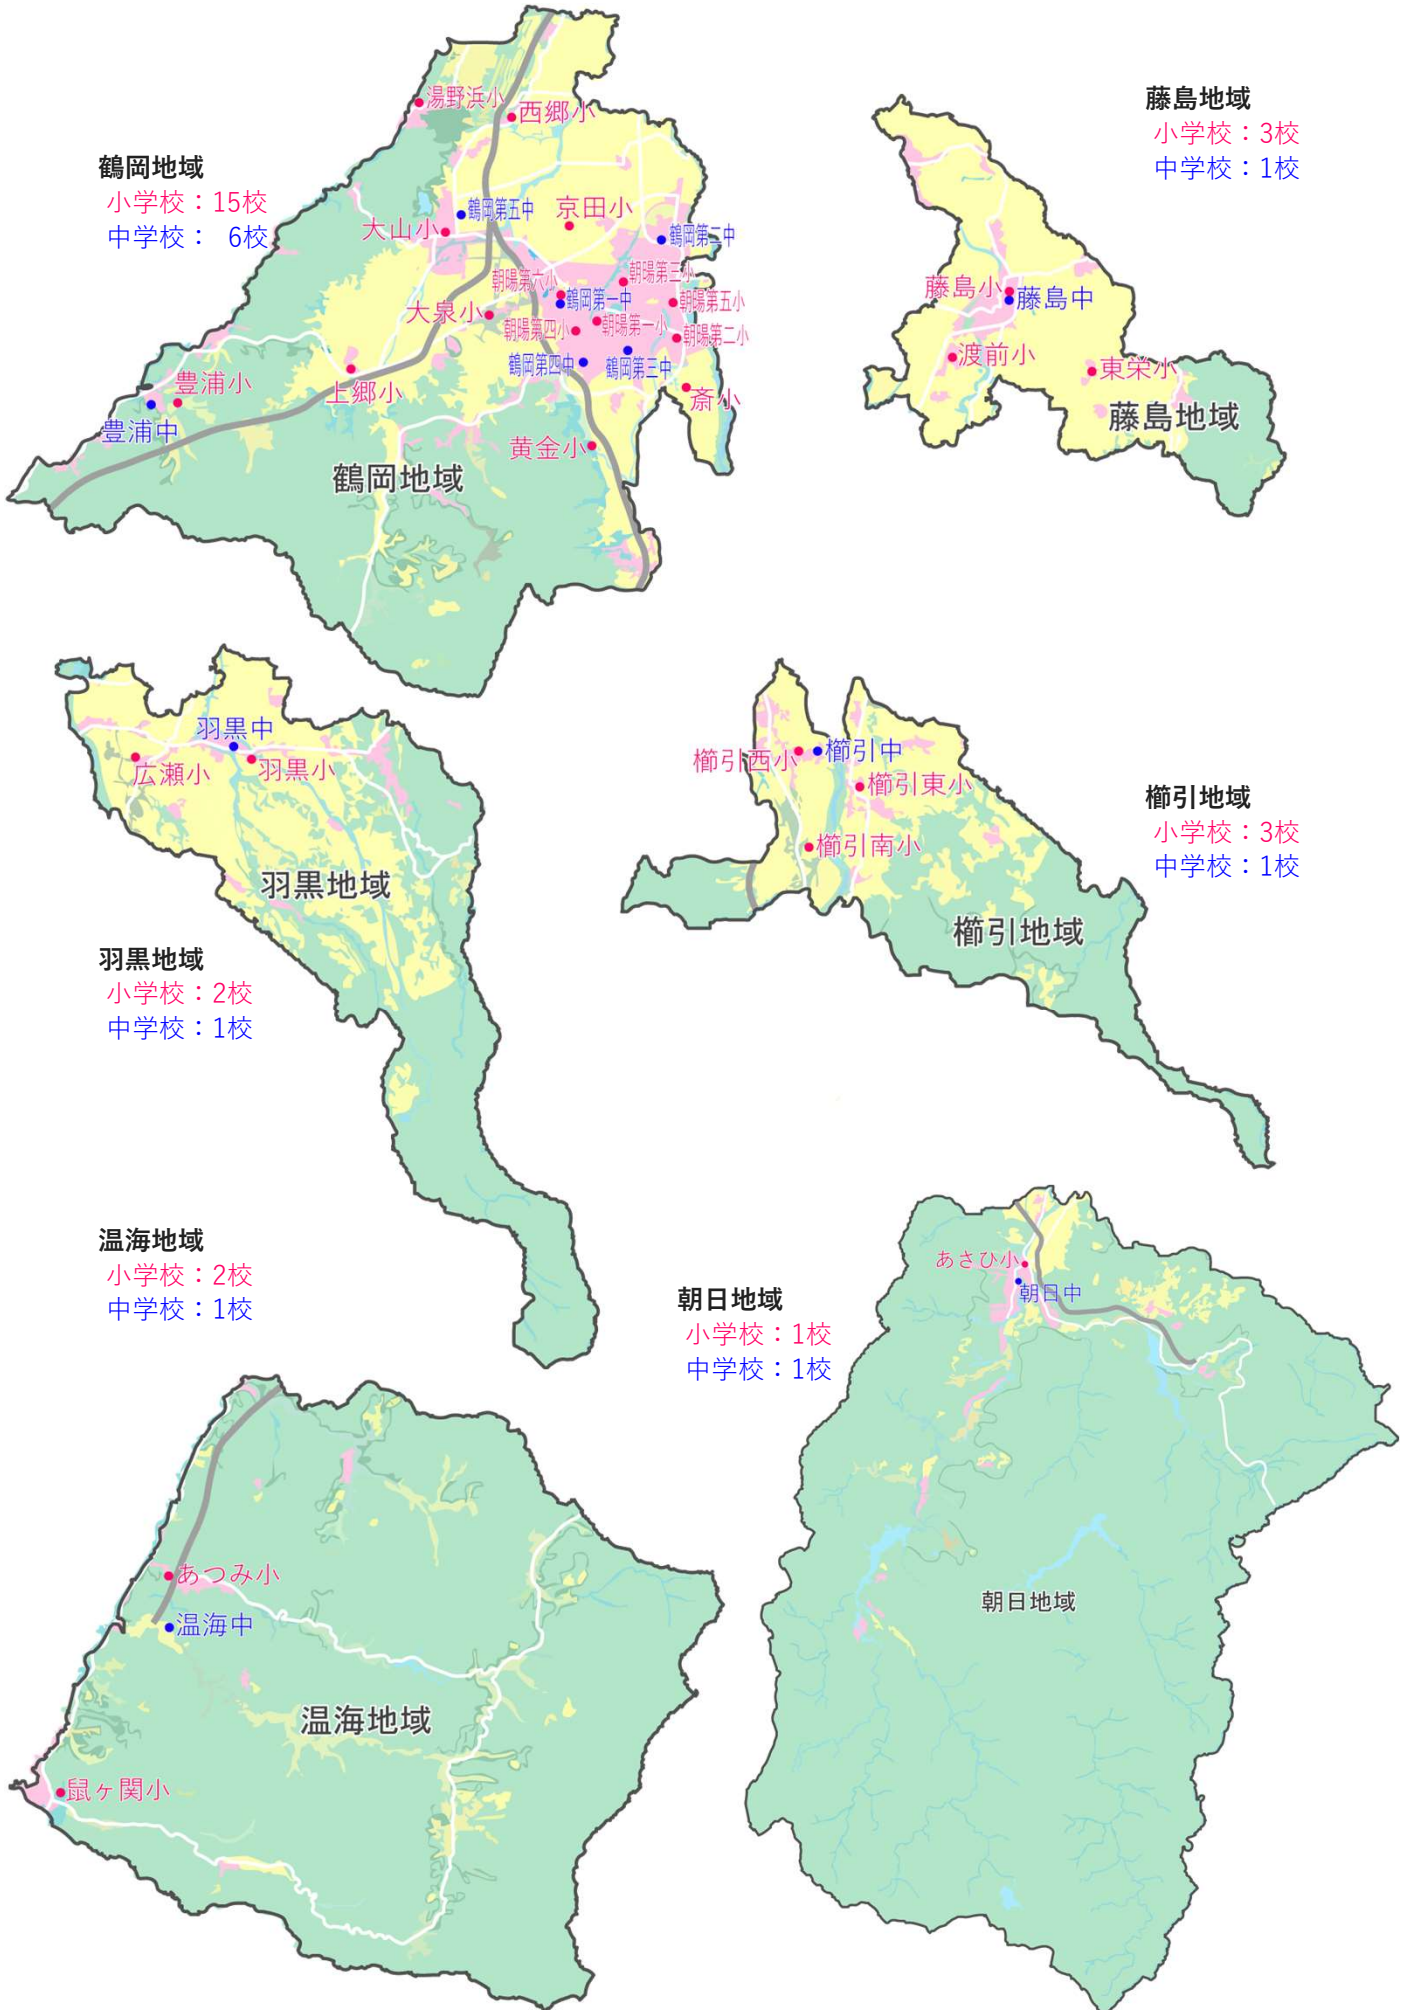 鶴岡地域
小学校：15校
中学校： 6校
湯野浜小
西郷小
鶴岡第五中
京田小
大山小
鶴岡第二中
朝暘第六小
朝暘第三小
鶴岡第一中
朝暘第五小
大泉小
朝暘第四小
朝暘第一小
朝暘第二小
鶴岡第四中
鶴岡第三中
豊浦小
上郷小
斎小
豊浦中
黄金小
鶴岡地域
藤島地域
小学校：3校
中学校：1校
藤島小
藤島中
渡前小
東栄小
藤島地域
羽黒中
広瀬小
羽黒小
羽黒地域
羽黒地域
小学校：2校
中学校：1校
櫛引西小
櫛引中
櫛引東小
櫛引南小
櫛引地域
櫛引地域
小学校：3校
中学校：1校
温海地域
小学校：2校
中学校：1校
あつみ小
温海中
温海地域
鼠ヶ関小
朝日地域
小学校：1校
中学校：1校
あさひ小
朝日中
朝日地域